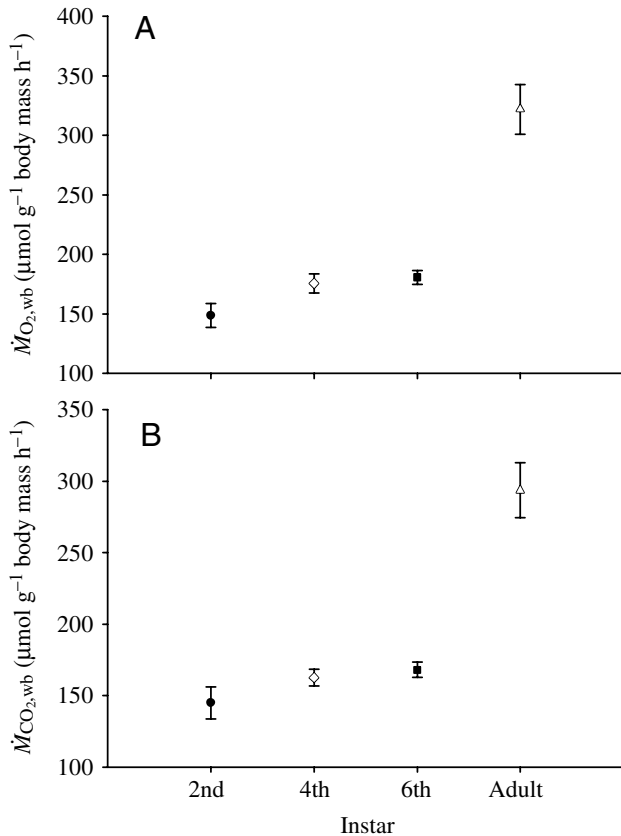 A
400
350
300
250
200
150
100
ṀO₂,wb (μmol g⁻¹ body mass h⁻¹)
B
350
300
250
200
150
100
ṀCO₂,wb (μmol g⁻¹ body mass h⁻¹)
2nd 4th 6th Adult
Instar